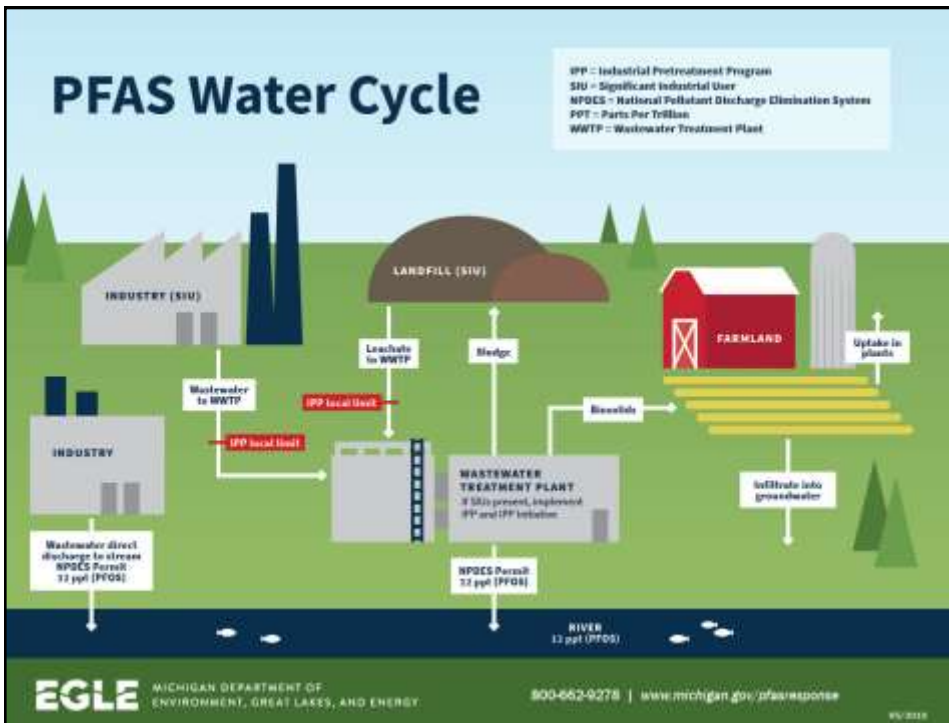 PFAS Water Cycle
IPP = Industrial Pretreatment Program
SIU = Significant Industrial User
NPDES = National Pollutant Discharge Elimination System
PPT = Parts Per Trillion
WWTP = Wastewater Treatment Plant
INDUSTRY (SIU)
LANDFILL (SIU)
FARMLAND
Uptake in
plants
Leachate
to WWTP
Sludge
Wastewater
to WWTP
IPP local limit
IPP local limit
Biosolids
INDUSTRY
WASTEWATER
TREATMENT PLANT
If SIUs present, implement
IPP and IPP Initiative
Infiltrate into
groundwater
Wastewater direct
discharge to stream
NPDES Permit
12 ppt (PFOS)
NPDES Permit
12 ppt (PFOS)
RIVER
12 ppt (PFOS)
EGLE
MICHIGAN DEPARTMENT OF
ENVIRONMENT, GREAT LAKES, AND ENERGY
800-662-9278 | www.michigan.gov/pfasresponse